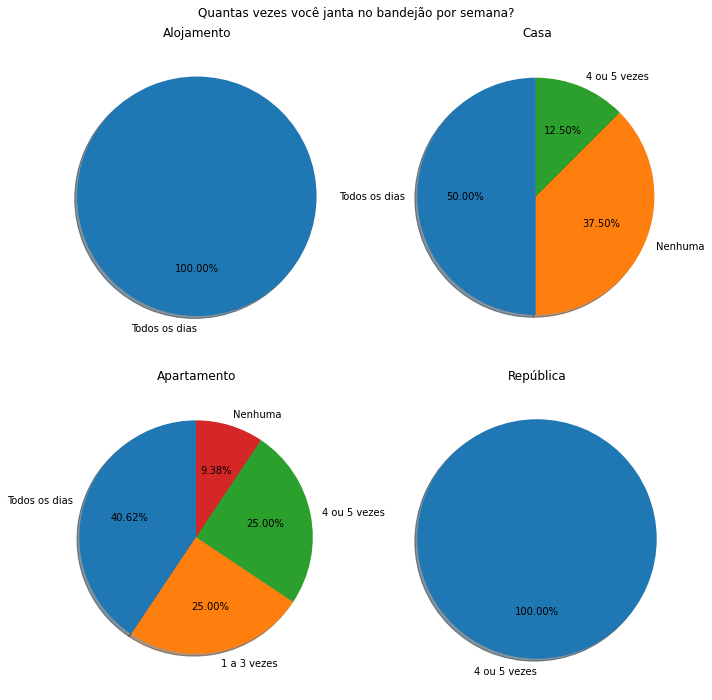 Quantas vezes você janta no bandejão por semana?
Alojamento
100.00%
Todos os dias
Casa
4 ou 5 vezes
12.50%
Todos os dias
50.00%
37.50%
Nenhuma
Apartamento
Nenhuma
9.38%
Todos os dias
40.62%
25.00%
4 ou 5 vezes
25.00%
1 a 3 vezes
República
100.00%
4 ou 5 vezes